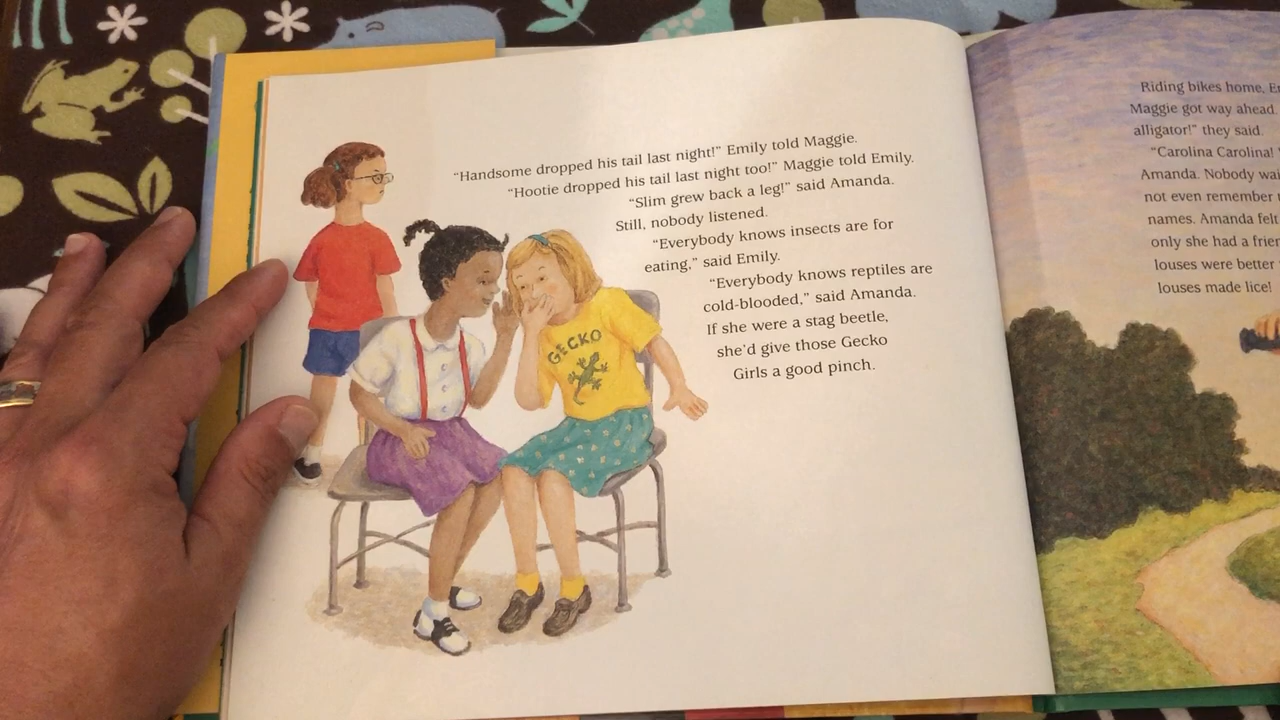 "Handsome dropped his tail last night!" Emily told Maggie.
"Hootie dropped his tail last night too!" Maggie told Emily.
"Slim grew back a leg!" said Amanda.
Still, nobody listened.
"Everybody knows insects are for
eating," said Emily.
"Everybody knows reptiles are
cold-blooded," said Amanda.
If she were a stag beetle,
she'd give those Gecko
Girls a good pinch.
GECKO
Riding bikes home,
Maggie got way ahead.
alligator!" they said.
"Carolina Carolina!
Amanda. Nobody
not even remember
names. Amanda felt
only she had a
louses were better
louses made lice!